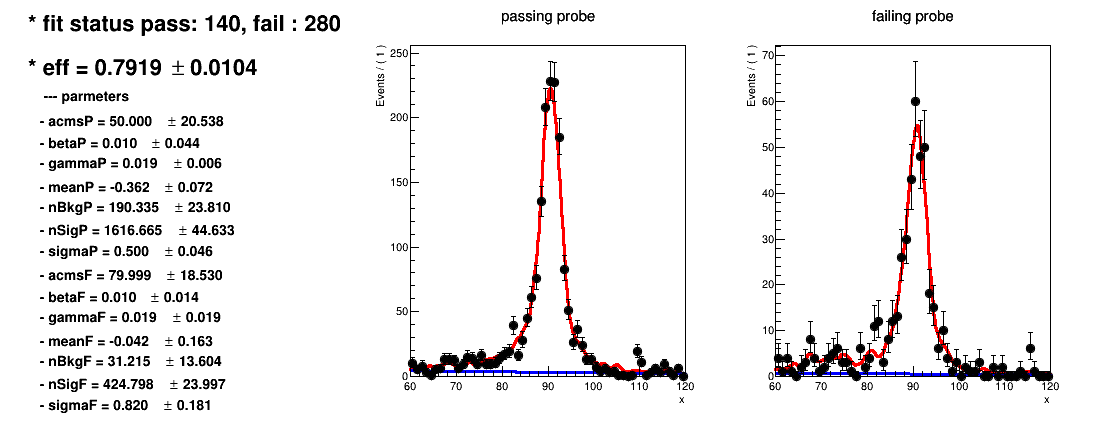 * fit status pass: 140, fail : 280
* eff = 0.7919 ± 0.0104
--- parmeters
- acmsP = 50.000 ± 20.538
- betaP = 0.010 ± 0.044
- gammaP = 0.019 ± 0.006
- meanP = -0.362 ± 0.072
- nBkgP = 190.335 ± 23.810
- nSigP = 1616.665 ± 44.633
- sigmaP = 0.500 ± 0.046
- acmsF = 79.999 ± 18.530
- betaF = 0.010 ± 0.014
- gammaF = 0.019 ± 0.019
- meanF = -0.042 ± 0.163
- nBkgF = 31.215 ± 13.604
- nSigF = 424.798 ± 23.997
- sigmaF = 0.820 ± 0.181
passing probe
Events / ( 1 )
250
200
150
100
50
0
60 70 80 90 100 110 120
x
failing probe
Events / ( 1 )
70
60
50
40
30
20
10
0
60 70 80 90 100 110 120
x